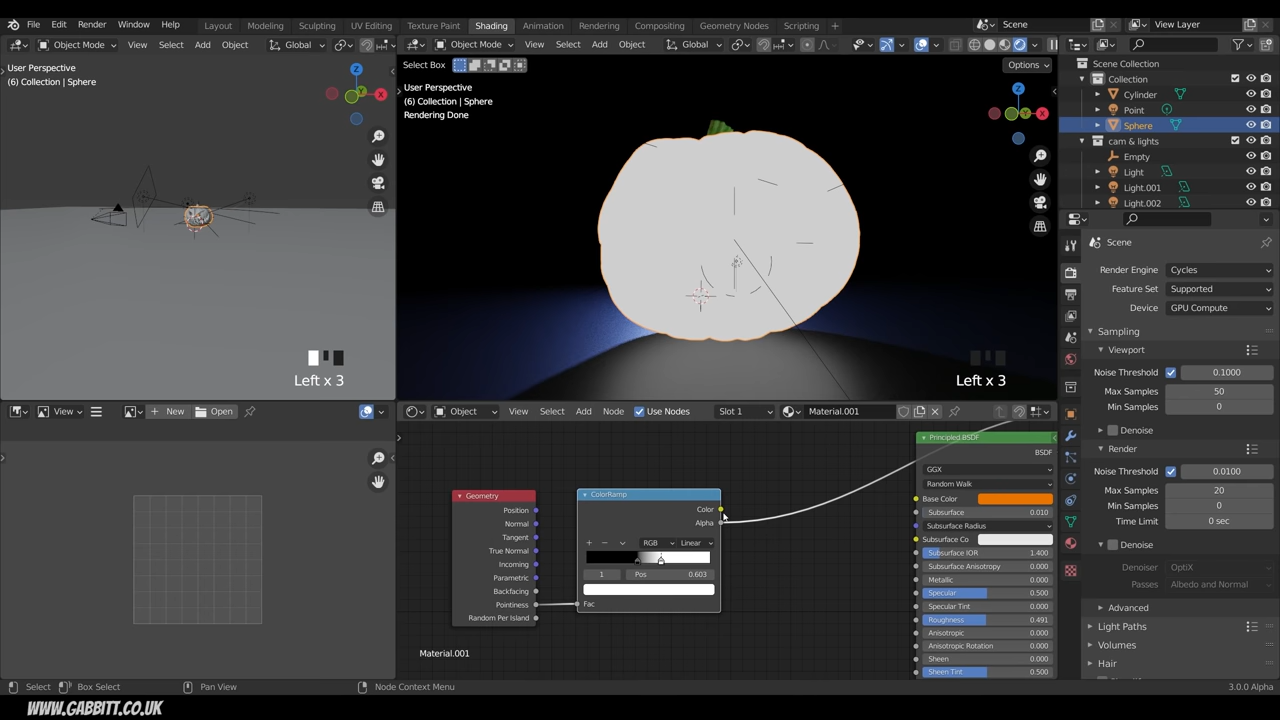 File Edit Render Window Help Layout Modeling Sculpting UV Editing Texture Paint Shading Animation Rendering Compositing Geometry Nodes Scripting + Scene View Layer
Object Mode View Select Add Object Global Object Mode View Select Add Object Global
Select Box Options
User Perspective
(6) Collection | Sphere
User Perspective
(6) Collection | Sphere
Rendering Done
Z
X
Y
Z
X
Y
Left x 3
Left x 3
Scene Collection
Collection
Cylinder
Point
Sphere
cam & lights
Empty
Light
Light.001
Light.002
Scene
Render Engine Cycles
Feature Set Supported
Device GPU Compute
Sampling
Viewport
Noise Threshold 0.1000
Max Samples 50
Min Samples 0
Denoise
Render
Noise Threshold 0.0100
Max Samples 20
Min Samples 0
Time Limit 0 sec
Denoise
Denoiser OptiX
Passes Albedo and Normal
Advanced
Light Paths
Volumes
Hair
View New Open
Object View Select Add Node Use Nodes Slot 1 Material.001
Geometry
Position
Normal
Tangent
True Normal
Incoming
Parametric
Backfacing
Pointiness
Random Per Island
ColorRamp
Color
Alpha
RGB Linear
1 Pos 0.603
Fac
Principled BSDF
BSDF
GGX
Random Walk
Base Color
Subsurface 0.010
Subsurface Radius
Subsurface Co
Subsurface IOR 1.400
Subsurface Anisotropy 0.000
Metallic 0.000
Specular 0.500
Specular Tint 0.000
Roughness 0.491
Anisotropic 0.000
Anisotropic Rotation 0.000
Sheen 0.000
Sheen Tint 0.500
Material.001
Select Box Select Pan View Node Context Menu 3.0.0 Alpha
WWW.GABBITT.CO.UK